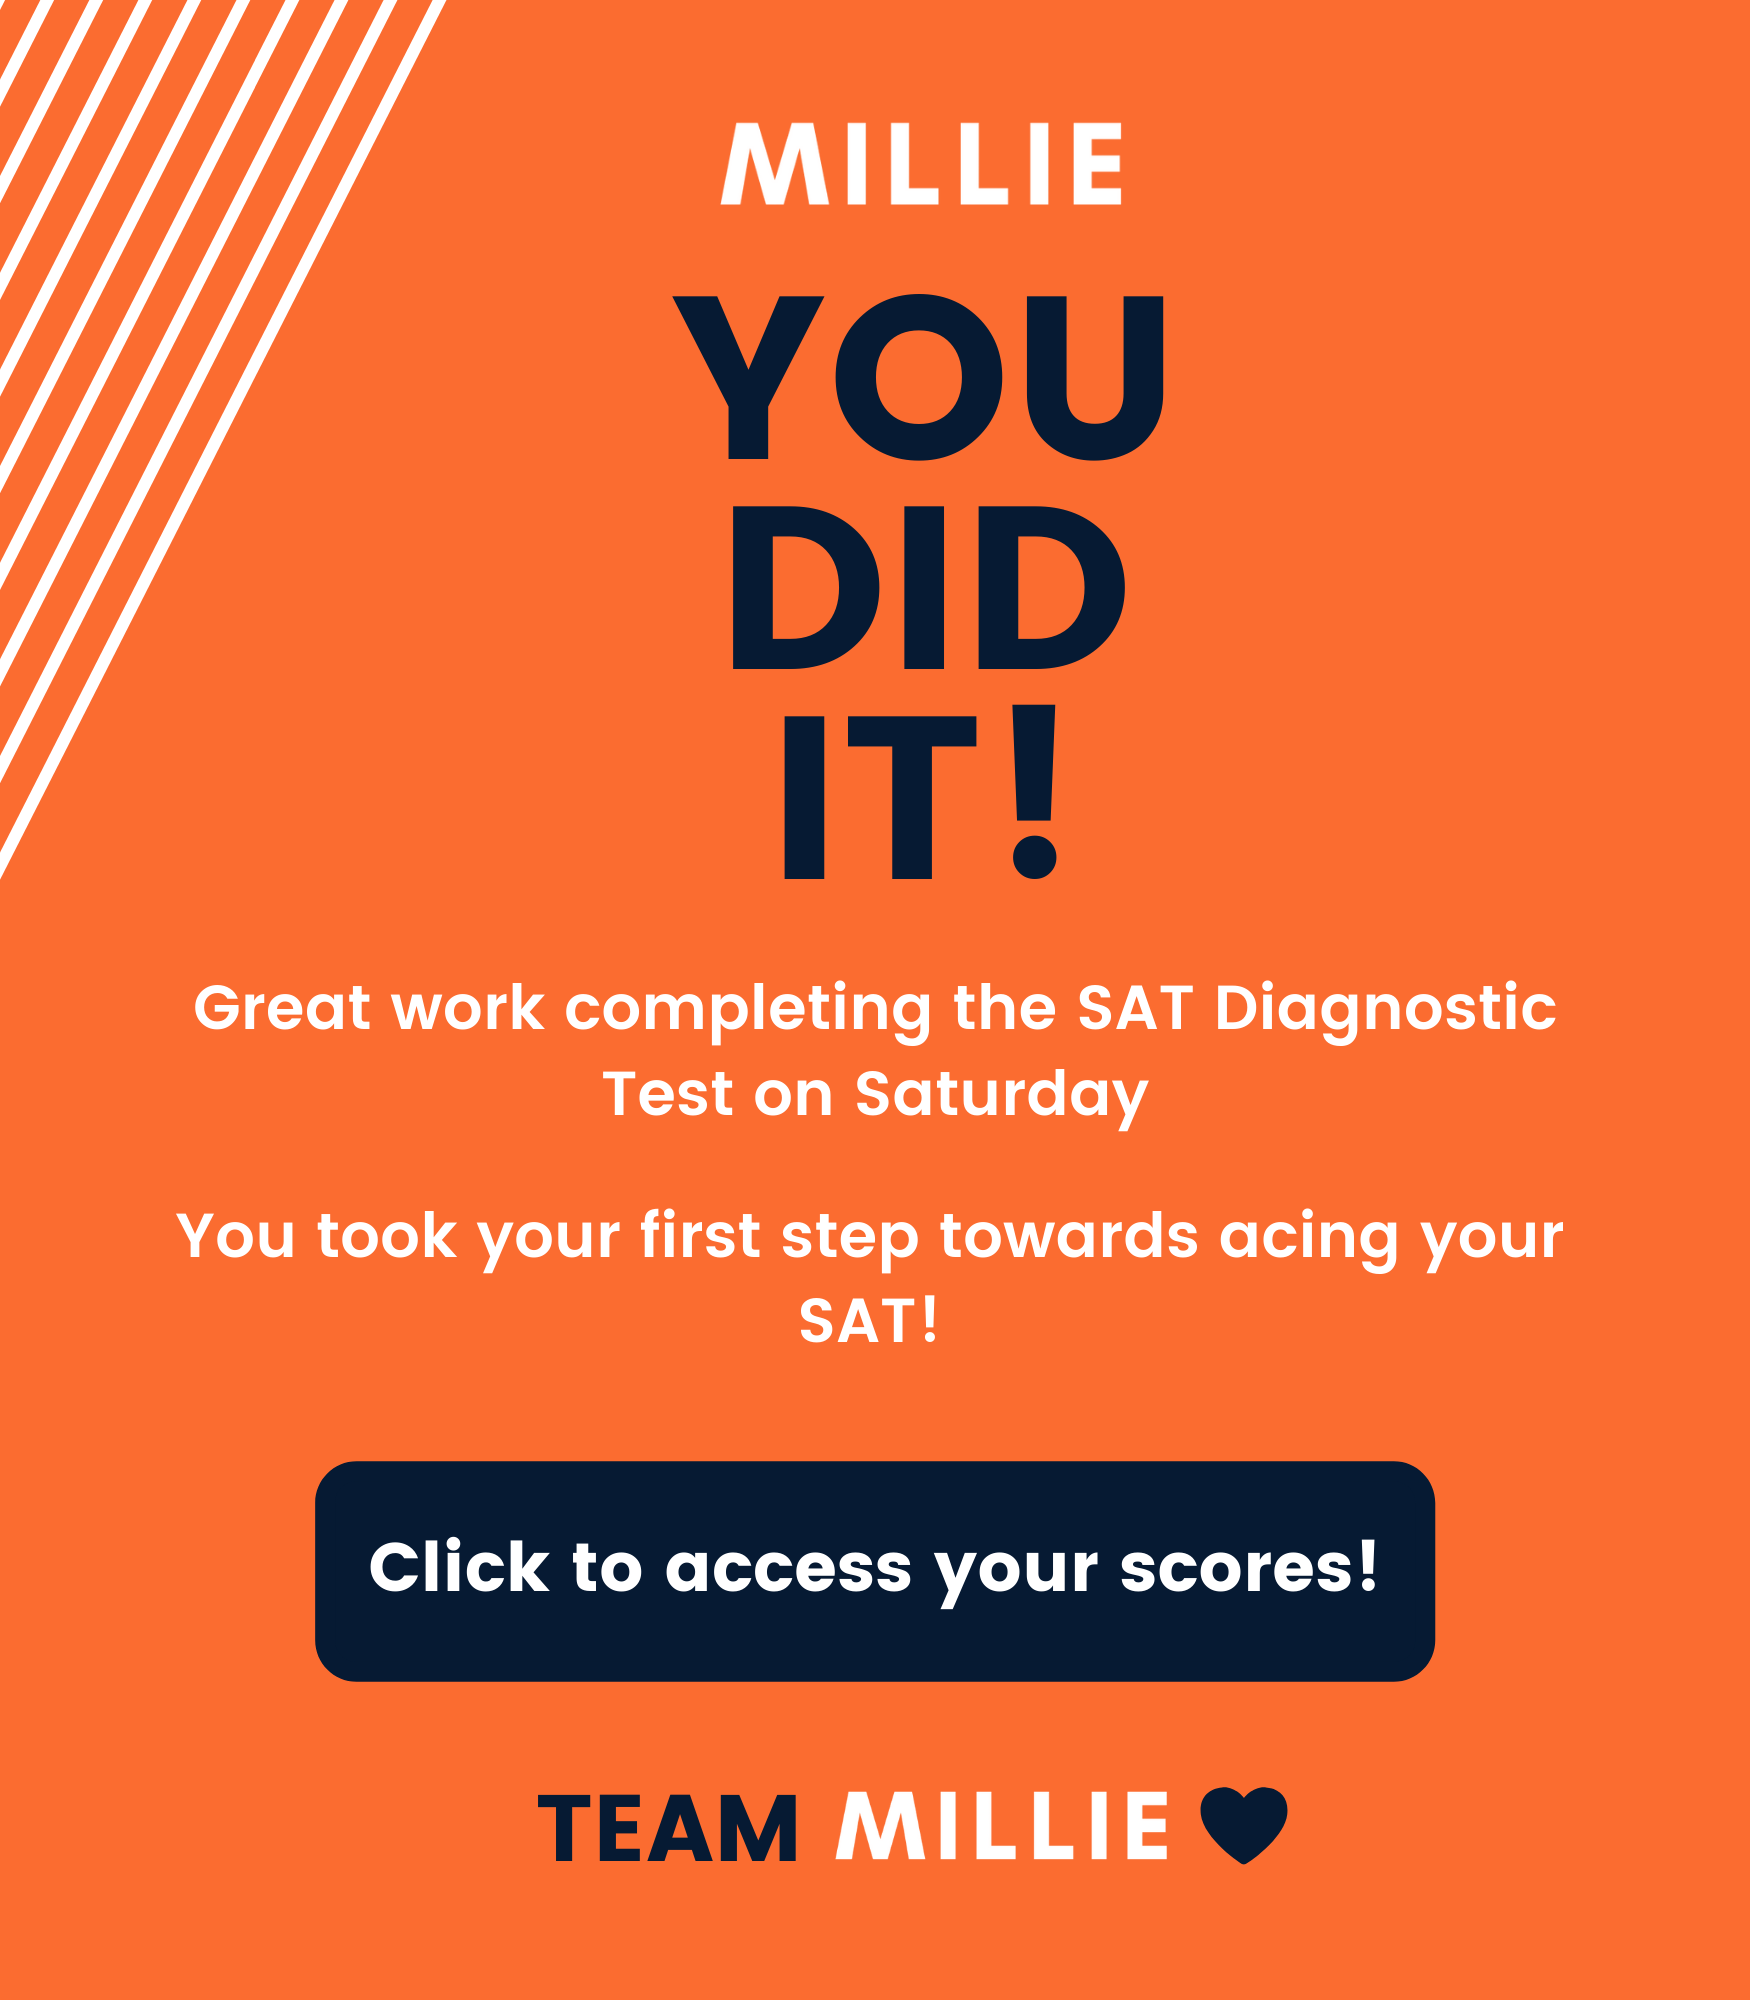 MILLIE
YOU
DID
IT!
Great work completing the SAT Diagnostic
Test on Saturday
You took your first step towards acing your
SAT!
Click to access your scores!
TEAM MILLIE